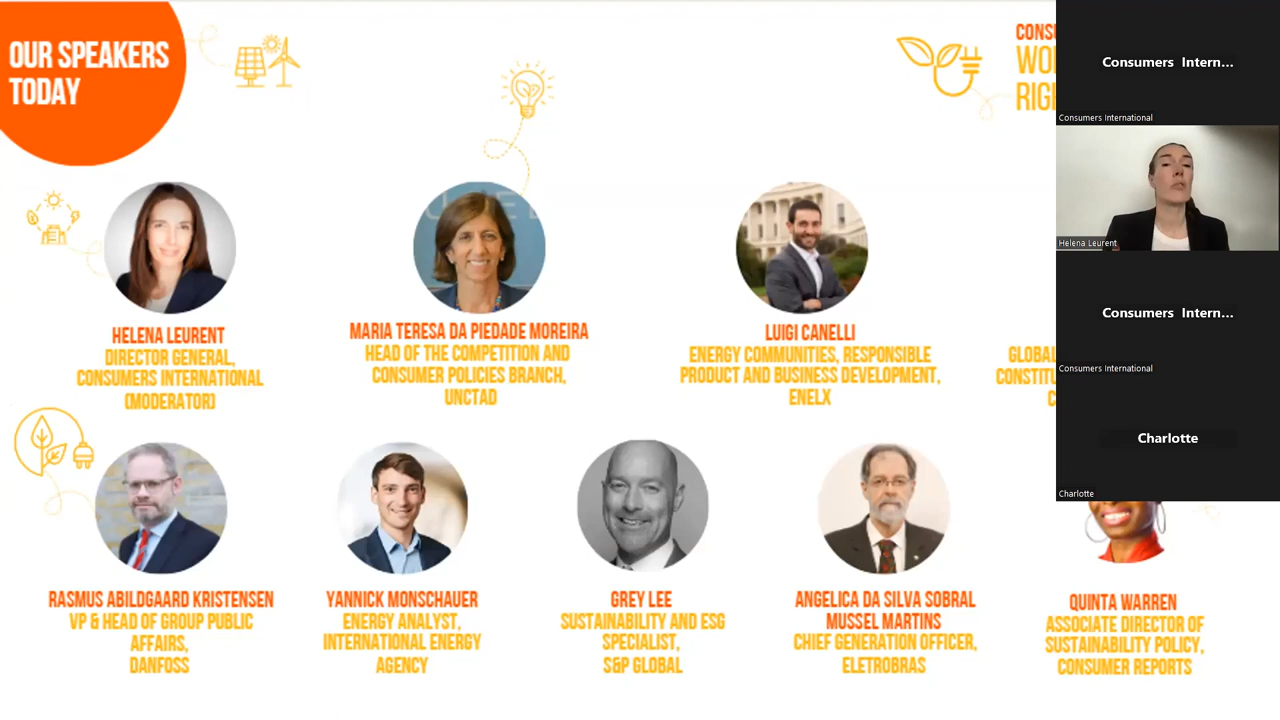 OUR SPEAKERS
TODAY
CONSU
WO
RIG
Consumers Intern...
Consumers International
Helena Leurent
Consumers Intern...
Consumers International
Charlotte
Charlotte
HELENA LEURENT
DIRECTOR GENERAL,
CONSUMERS INTERNATIONAL
(MODERATOR)
MARIA TERESA DA PIEDADE MOREIRA
HEAD OF THE COMPETITION AND
CONSUMER POLICIES BRANCH,
UNCTAD
LUIGI CANELLI
ENERGY COMMUNITIES, RESPONSIBLE
PRODUCT AND BUSINESS DEVELOPMENT,
ENELX
GLOBAL
CONSTITU
C
RASMUS ABILDGAARD KRISTENSEN
VP & HEAD OF GROUP PUBLIC
AFFAIRS,
DANFOSS
YANNICK MONSCHAUER
ENERGY ANALYST,
INTERNATIONAL ENERGY
AGENCY
GREY LEE
SUSTAINABILITY AND ESG
SPECIALIST,
S&P GLOBAL
ANGELICA DA SILVA SOBRAL
MUSSEL MARTINS
CHIEF GENERATION OFFICER,
ELETROBRAS
QUINTA WARREN
ASSOCIATE DIRECTOR OF
SUSTAINABILITY POLICY,
CONSUMER REPORTS